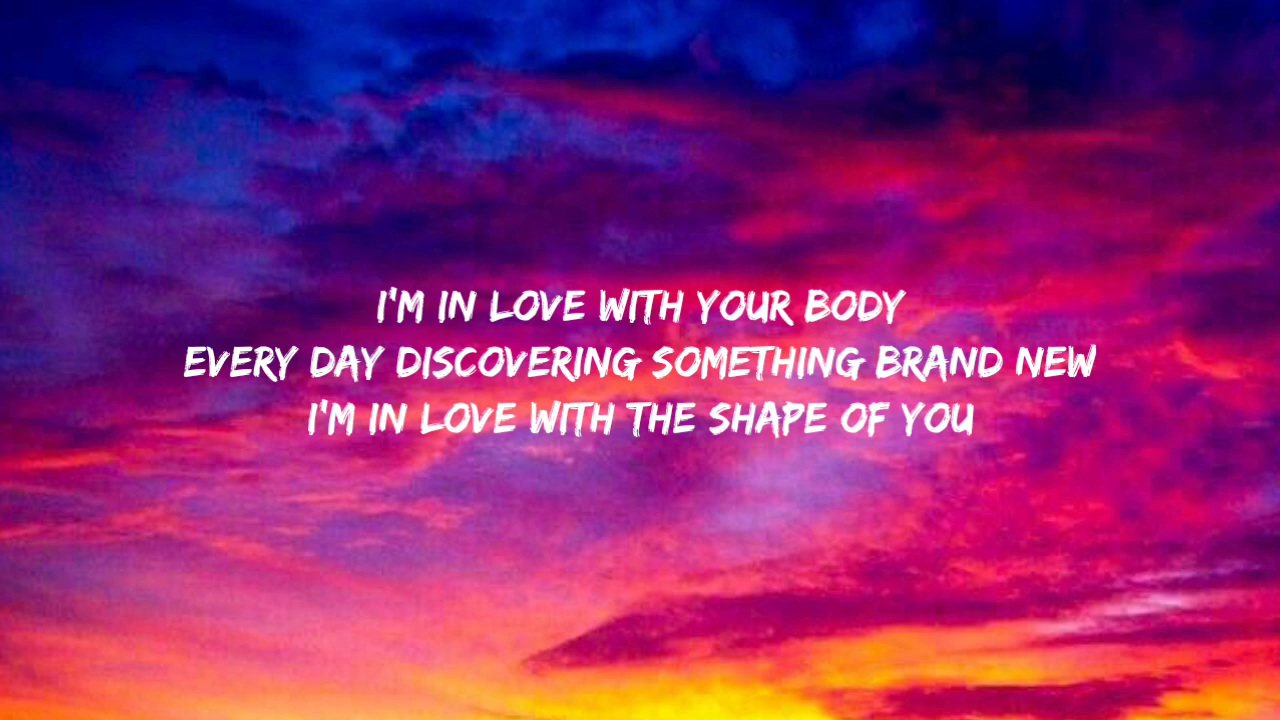 I'M IN LOVE WITH YOUR BODY
EVERY DAY DISCOVERING SOMETHING BRAND NEW
I'M IN LOVE WITH THE SHAPE OF YOU